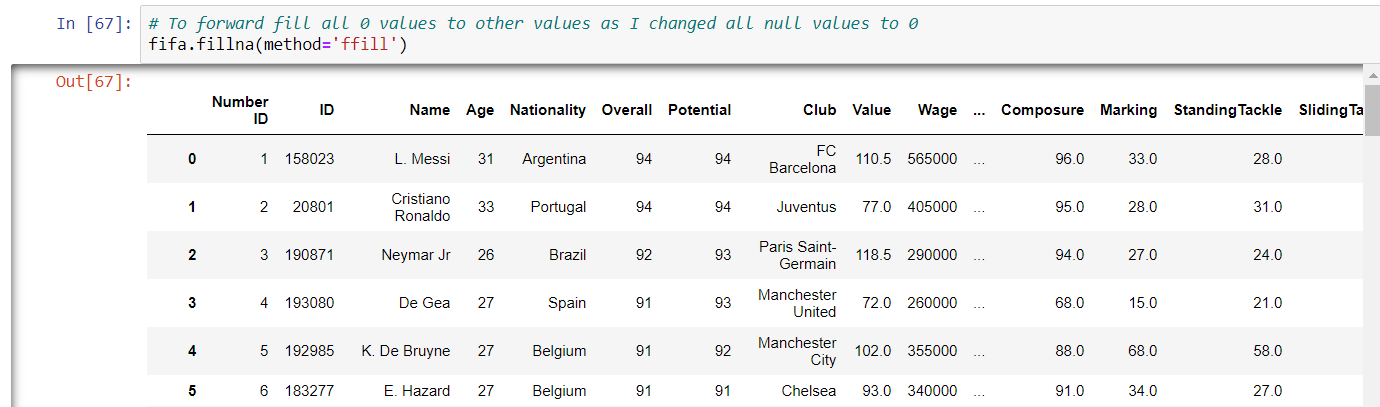 In [67]: # To forward fill all 0 values to other values as I changed all null values to 0
fifa.fillna(method='ffill')
Out[67]:
Number ID ID Name Age Nationality Overall Potential Club Value Wage ... Composure Marking StandingTackle SlidingTa
0 1 158023 L. Messi 31 Argentina 94 94 FC Barcelona 110.5 565000 ... 96.0 33.0 28.0
1 2 20801 Cristiano Ronaldo 33 Portugal 94 94 Juventus 77.0 405000 ... 95.0 28.0 31.0
2 3 190871 Neymar Jr 26 Brazil 92 93 Paris Saint-Germain 118.5 290000 ... 94.0 27.0 24.0
3 4 193080 De Gea 27 Spain 91 93 Manchester United 72.0 260000 ... 68.0 15.0 21.0
4 5 192985 K. De Bruyne 27 Belgium 91 92 Manchester City 102.0 355000 ... 88.0 68.0 58.0
5 6 183277 E. Hazard 27 Belgium 91 91 Chelsea 93.0 340000 ... 91.0 34.0 27.0